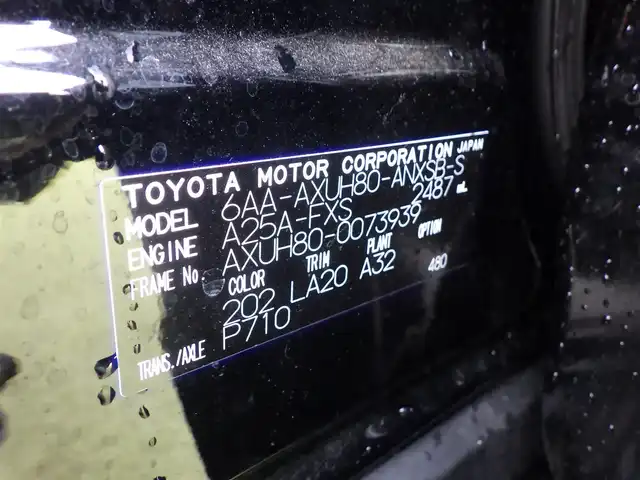 TOYOTA MOTOR CORPORATION JAPAN
MODEL 6AA-AXUH80-ANXSB-S
ENGINE A25A-FXS 2487 mL
FRAME No AXUH80-0073939
COLOR TRIM PLANT OPTION
202 LA20 A32 480
TRANS./AXLE P710